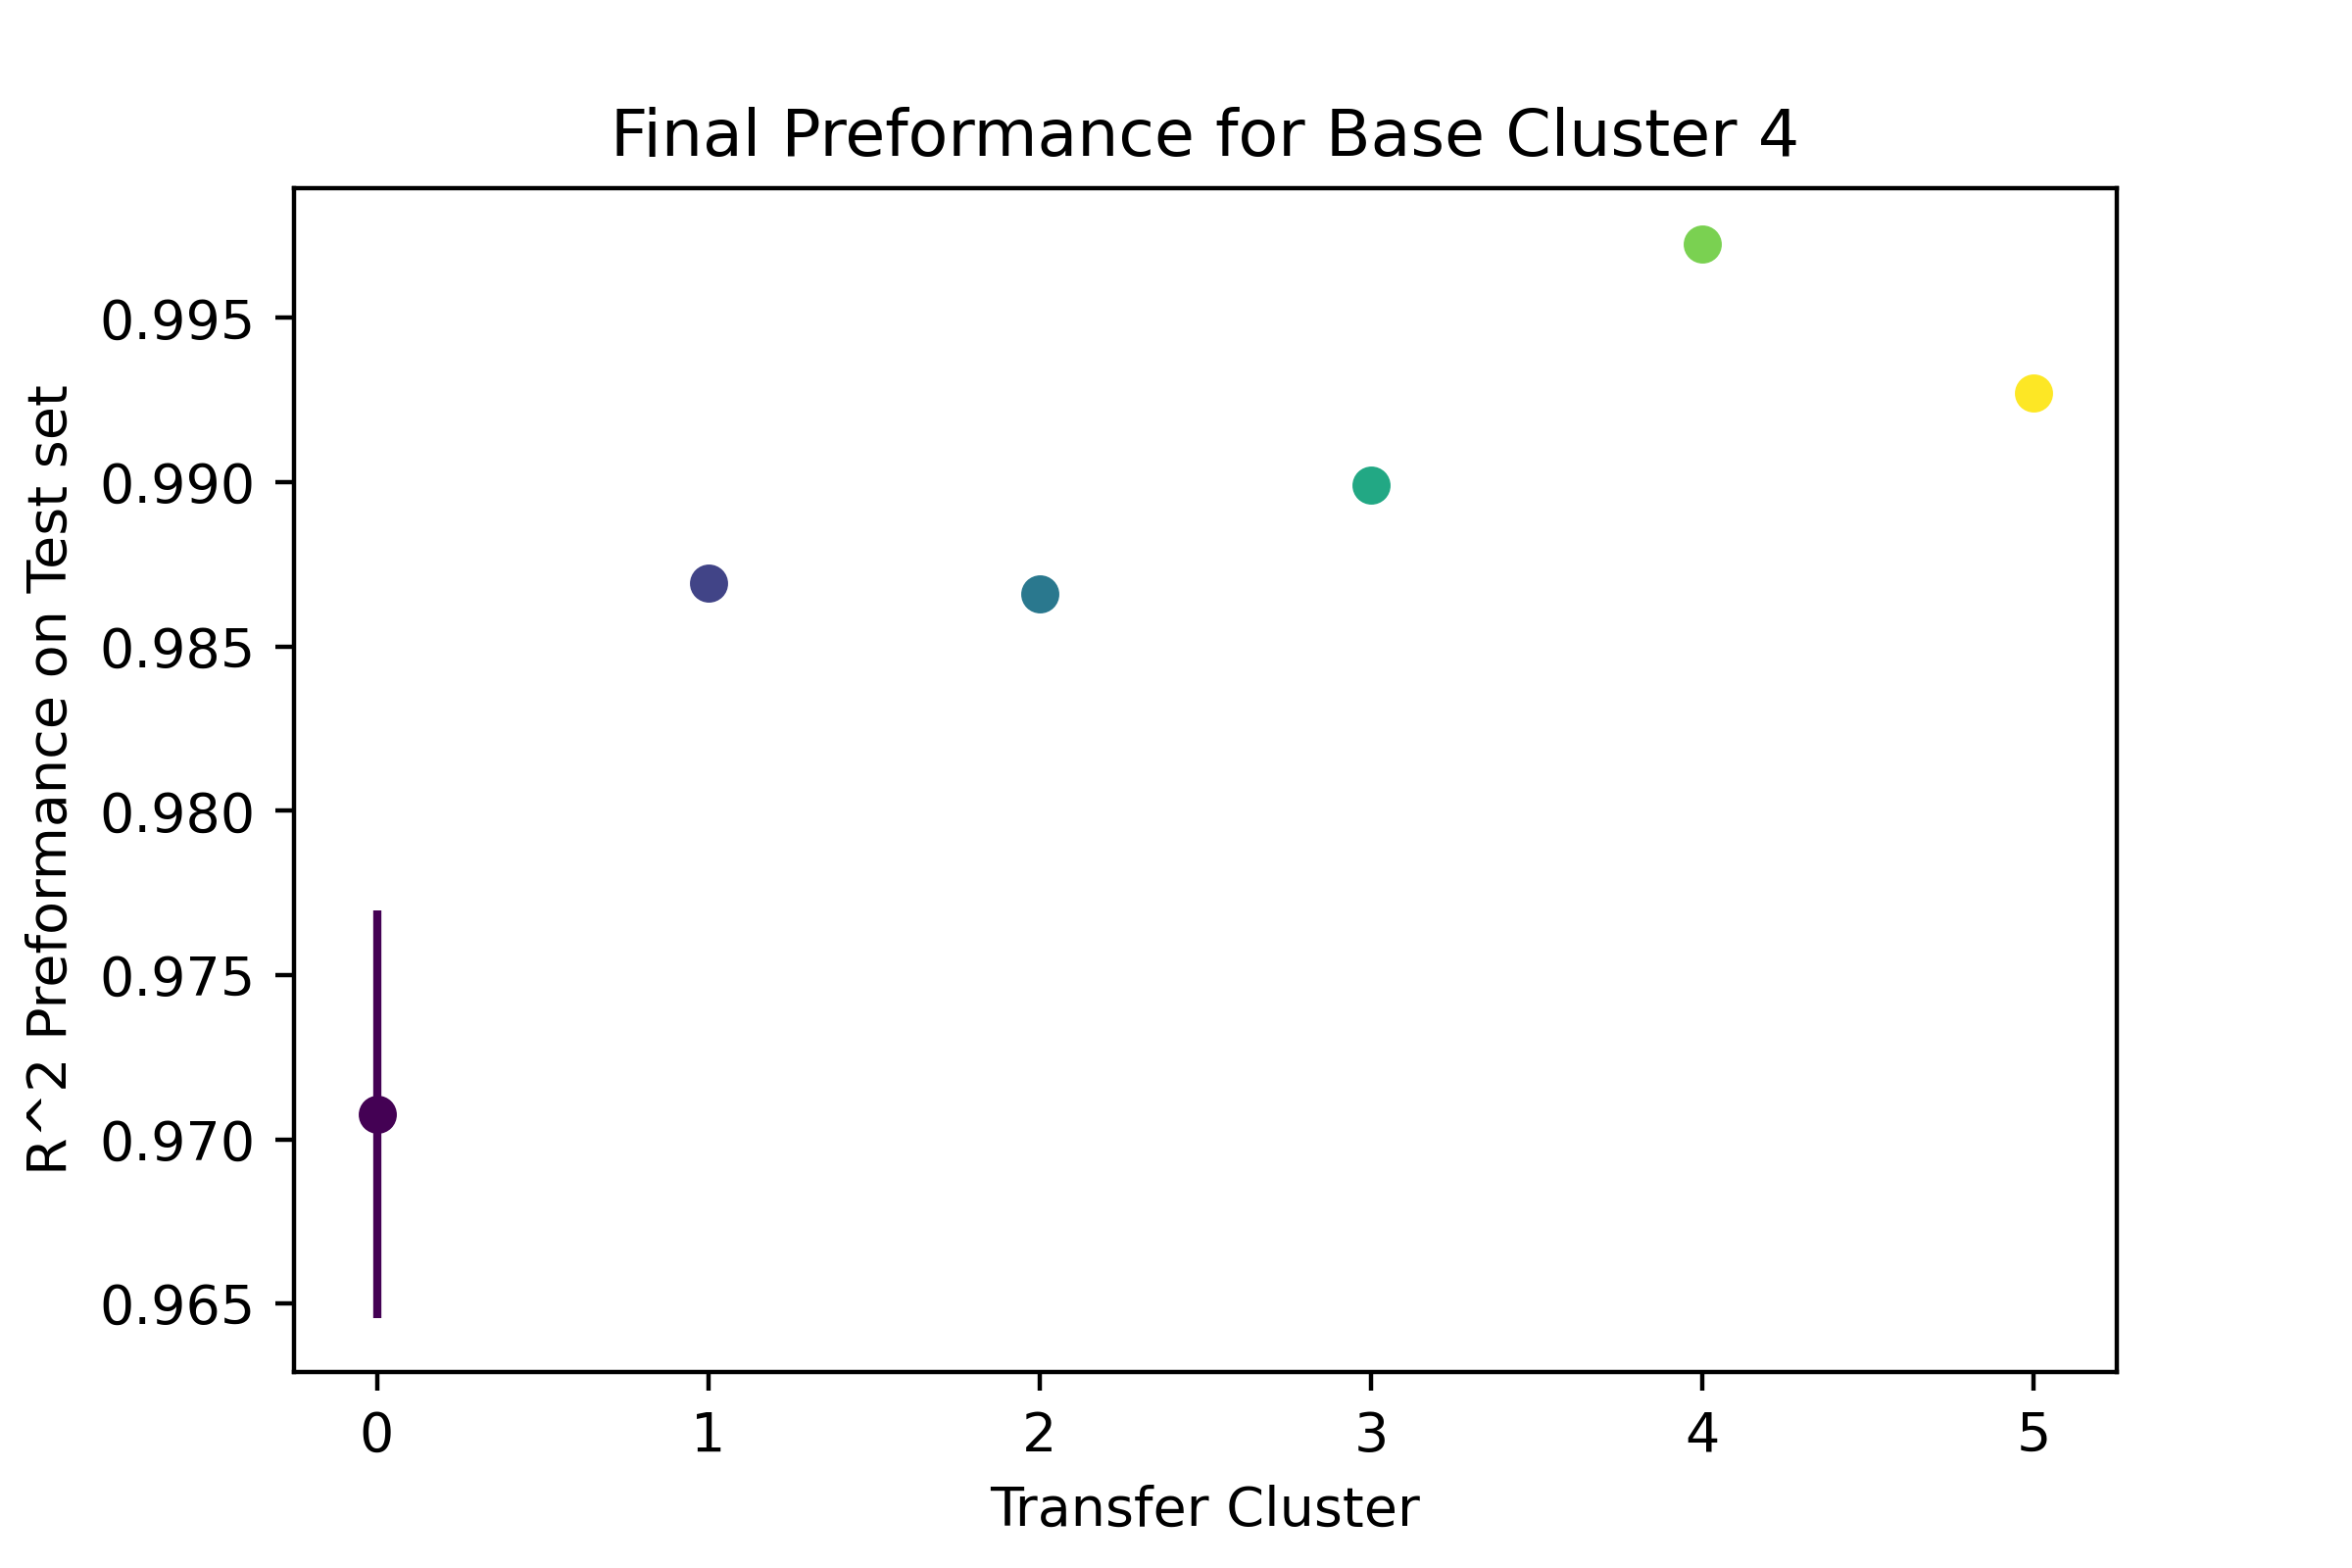 Final Preformance for Base Cluster 4
R^2 Preformance on Test set
0.995
0.990
0.985
0.980
0.975
0.970
0.965
0 1 2 3 4 5
Transfer Cluster